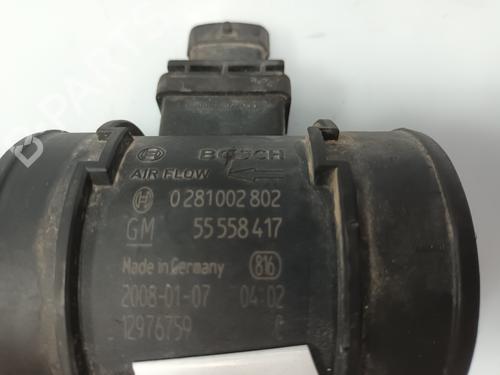 BOSCH
AIR FLOW
0 281 002 802
GM 55 558 417
Made in Germany 816
2008-01-07 04:02
12976759